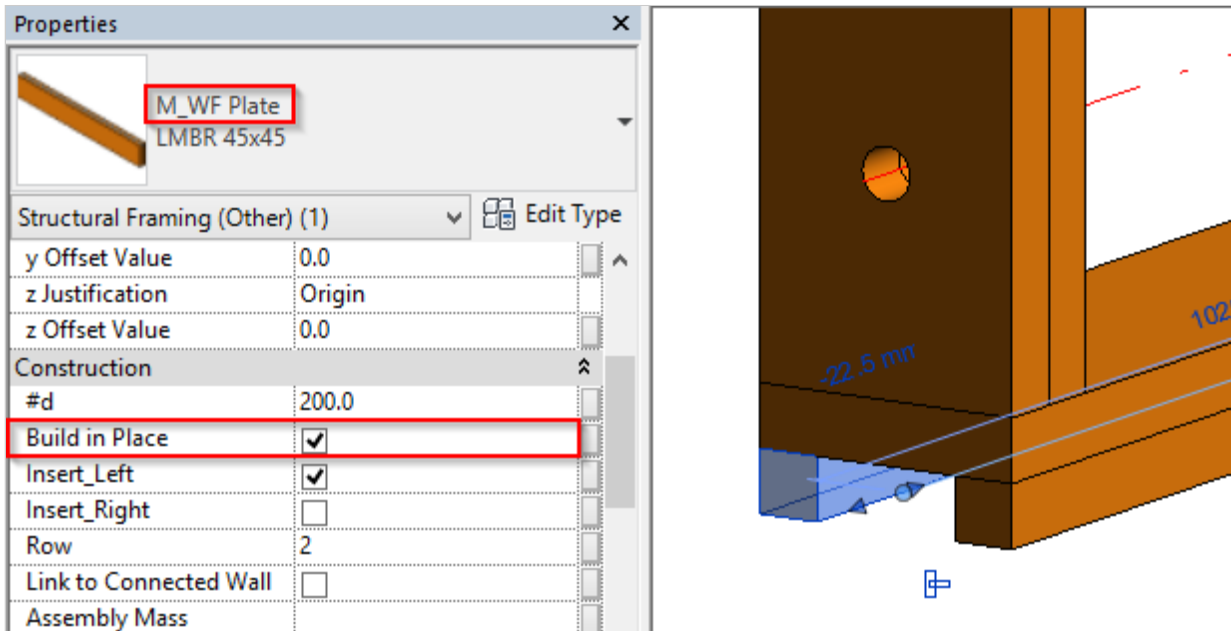 Properties
M_WF Plate
LMBR 45x45
Structural Framing (Other) (1)
Edit Type
y Offset Value 0.0
z Justification Origin
z Offset Value 0.0
Construction
#d 200.0
Build in Place
Insert_Left
Insert_Right
Row 2
Link to Connected Wall
Assembly Mass
-22.5 mm
102